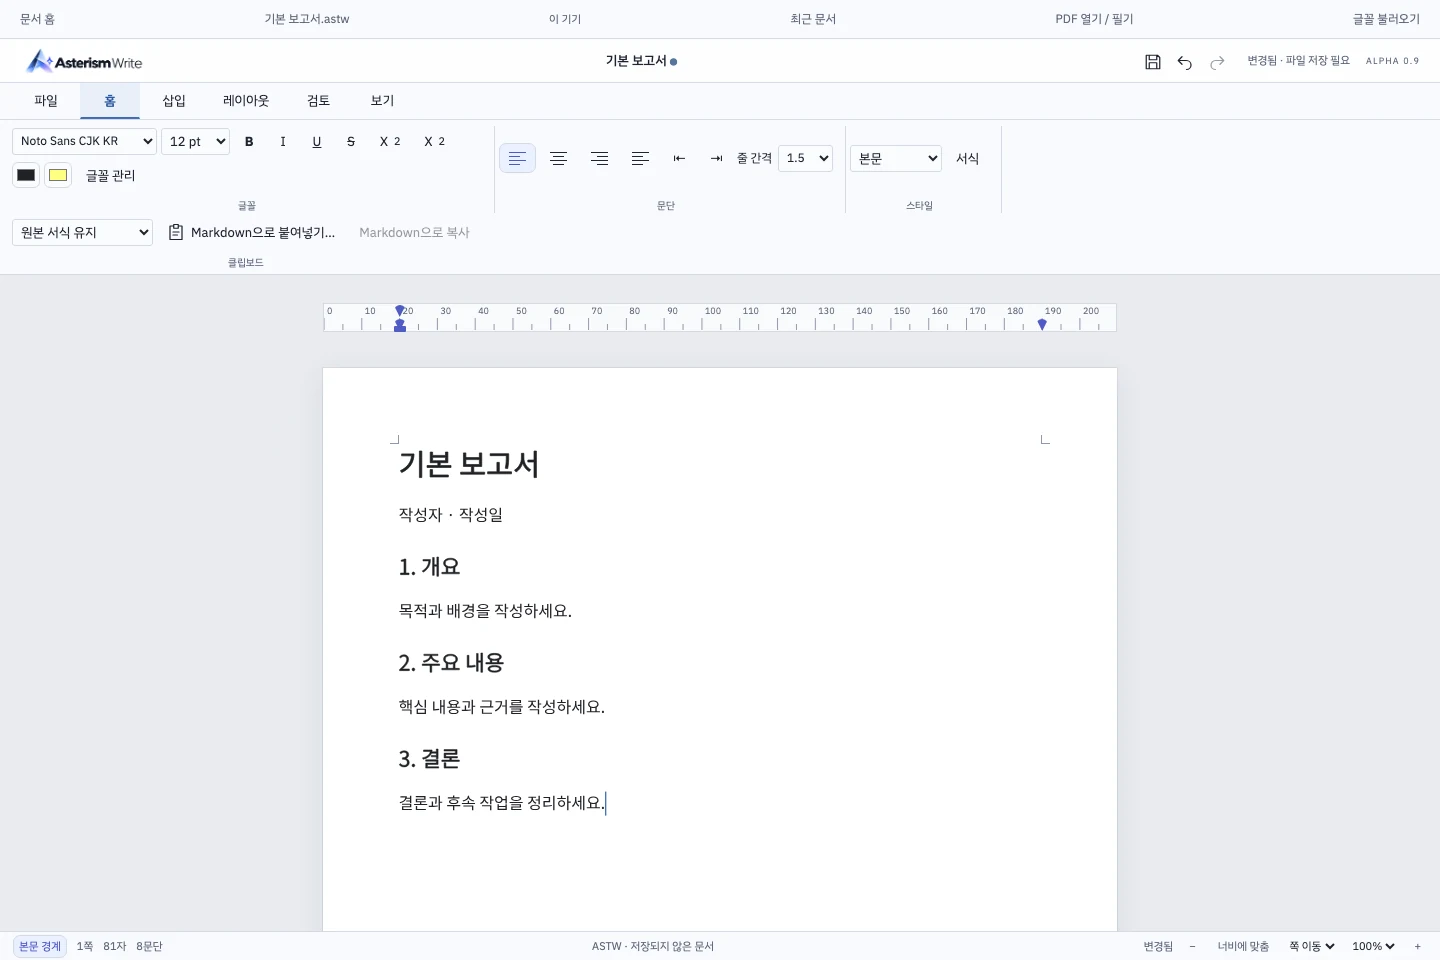 문서 홈 기본 보고서.astw 이 기기 최근 문서 PDF 열기 / 필기 글꼴 불러오기
AsterismWrite 기본 보고서 변경됨 · 파일 저장 필요 ALPHA 0.9
파일 홈 삽입 레이아웃 검토 보기
Noto Sans CJK KR 12 pt B I U S X 2 X 2
줄 간격 1.5 본문 서식
글꼴 관리
글꼴 문단 스타일
원본 서식 유지 Markdown으로 붙여넣기... Markdown으로 복사
클립보드
0 10 20 30 40 50 60 70 80 90 100 110 120 130 140 150 160 170 180 190 200
기본 보고서
작성자 · 작성일
1. 개요
목적과 배경을 작성하세요.
2. 주요 내용
핵심 내용과 근거를 작성하세요.
3. 결론
결론과 후속 작업을 정리하세요.
본문 경계 1쪽 81자 8문단 ASTW · 저장되지 않은 문서 변경됨 − 너비에 맞춤 쪽 이동 100% +